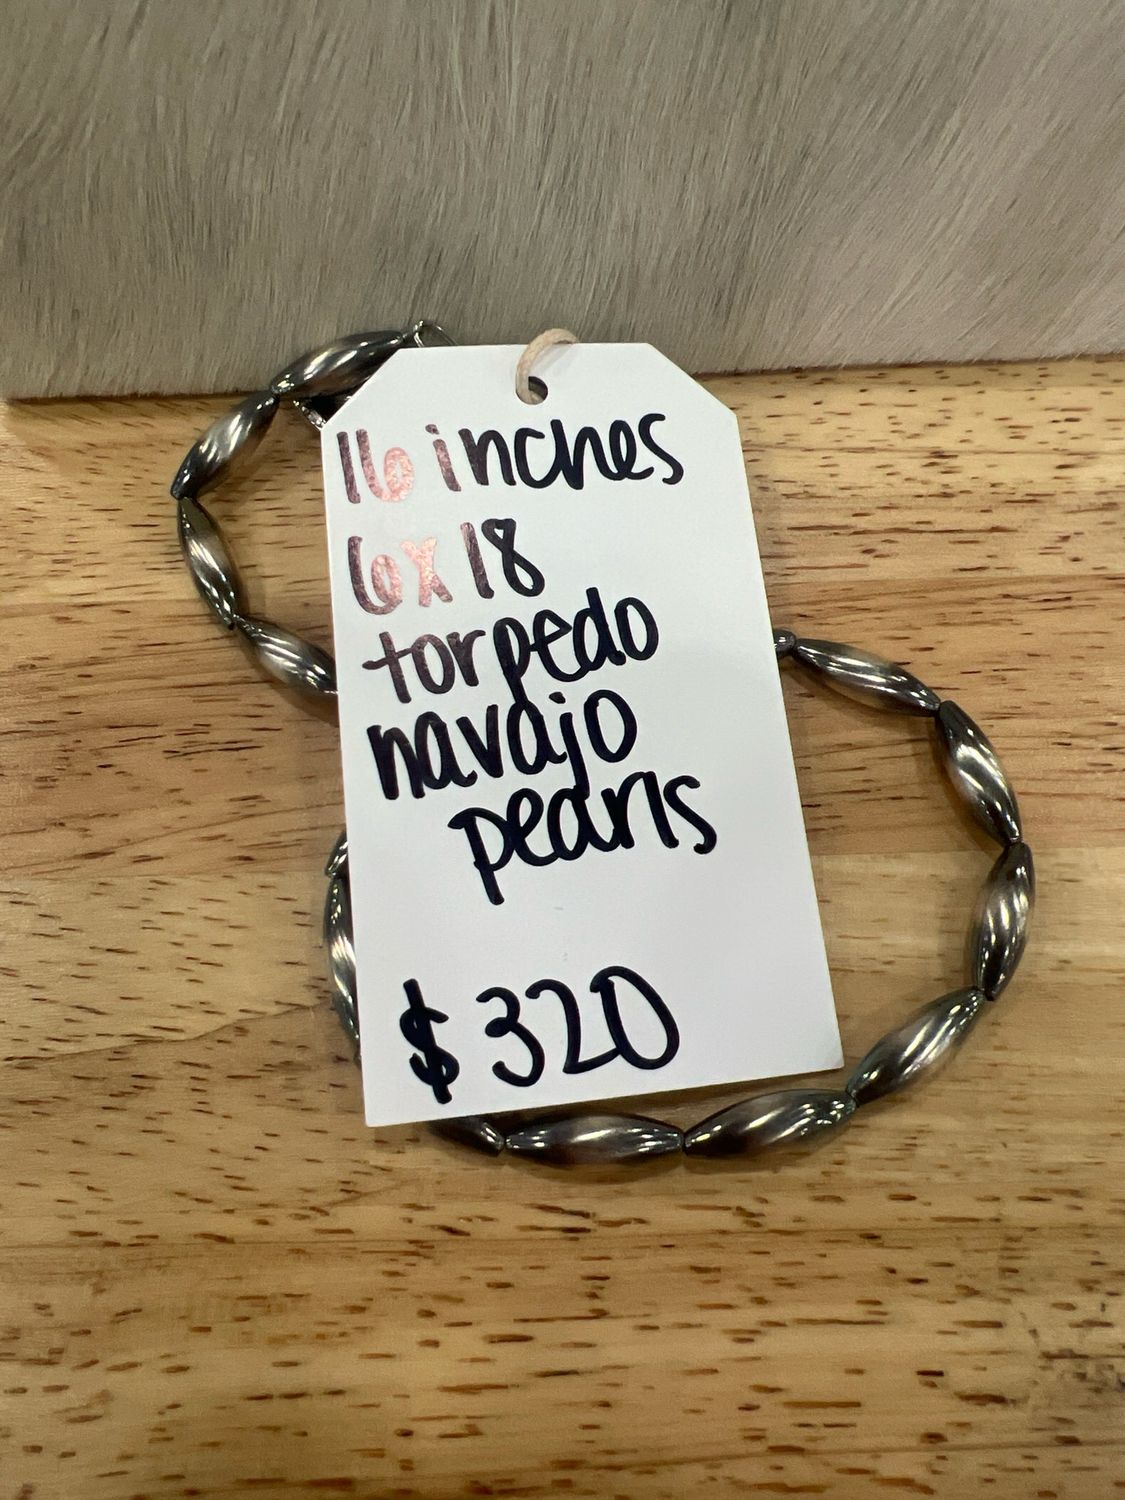 16 inches
6x18
torpedo
navajo
pearls
$320